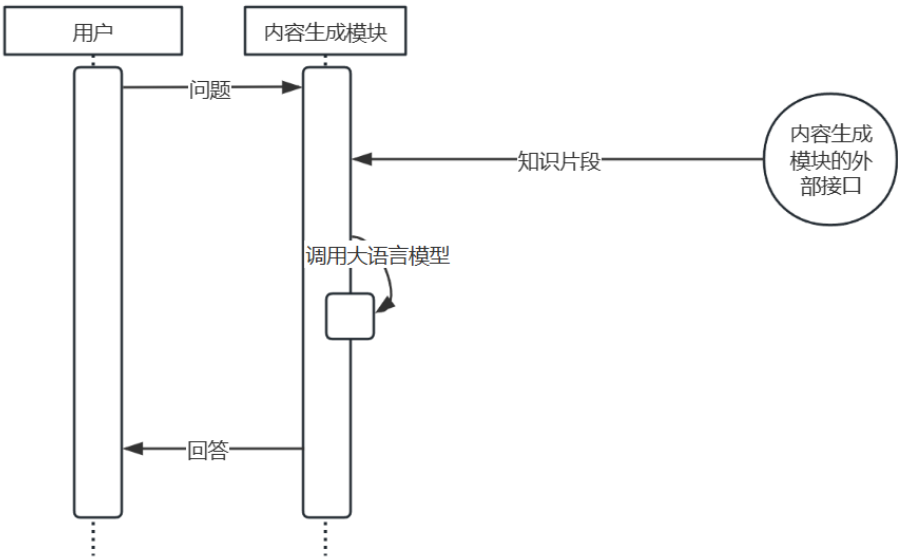 用户
内容生成模块
问题
内容生成
模块的外
部接口
知识片段
调用大语言模型
回答